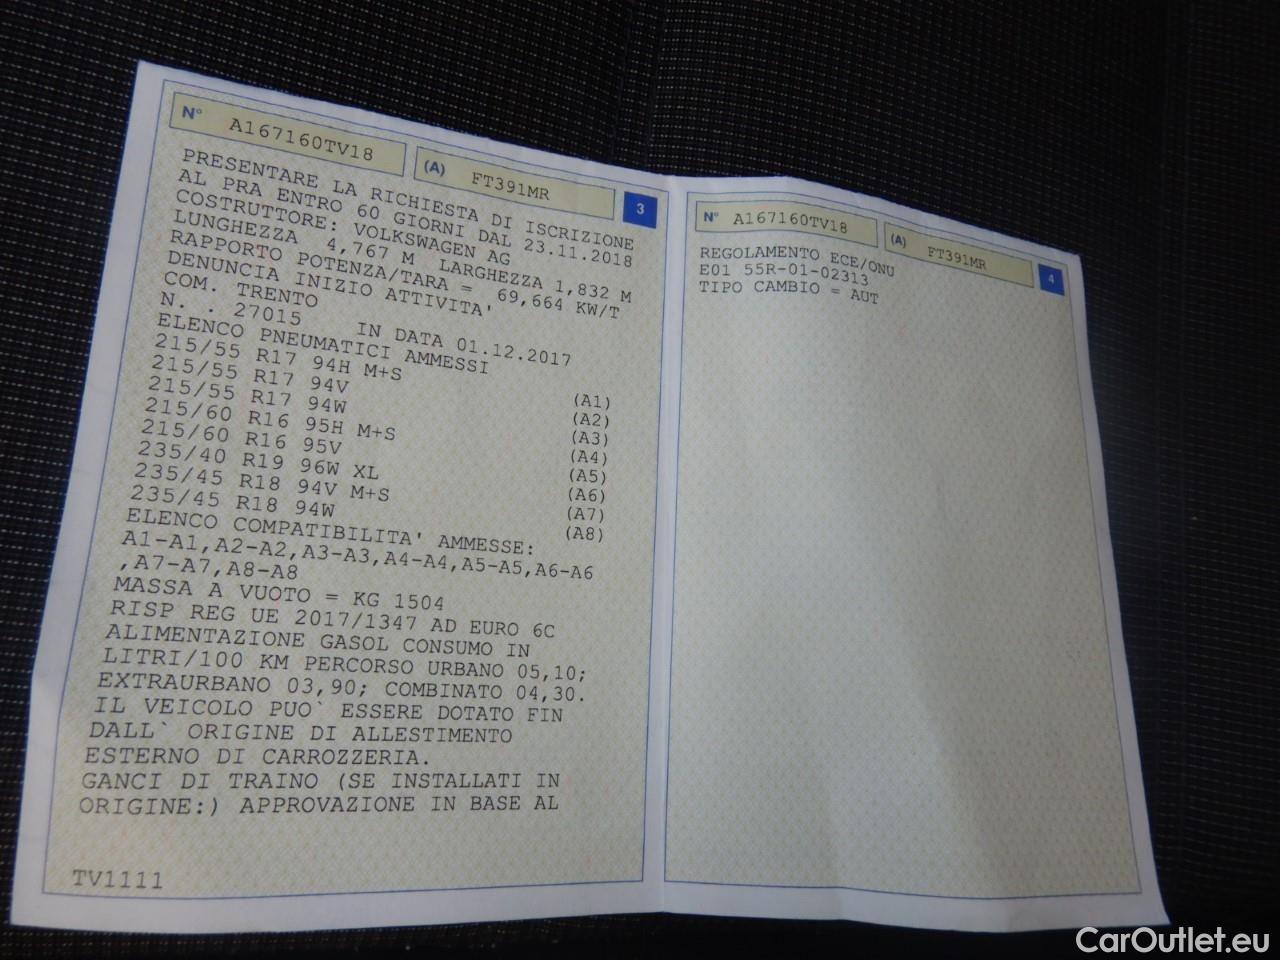 N° A167160TV18 (A) FT391MR 3
PRESENTARE LA RICHIESTA DI ISCRIZIONE
AL PRA ENTRO 60 GIORNI DAL 23.11.2018
COSTRUTTORE: VOLKSWAGEN AG
LUNGHEZZA 4,767 M LARGHEZZA 1,832 M
RAPPORTO POTENZA/TARA = 69,664 KW/T
DENUNCIA INIZIO ATTIVITA'
COM. TRENTO
N. . 27015 IN DATA 01.12.2017
ELENCO PNEUMATICI AMMESSI
215/55 R17 94H M+S (A1)
215/55 R17 94V (A2)
215/55 R17 94W (A3)
215/60 R16 95H M+S (A4)
215/60 R16 95V (A5)
235/40 R19 96W XL (A6)
235/45 R18 94V M+S (A7)
235/45 R18 94W (A8)
ELENCO COMPATIBILITA' AMMESSE:
A1-A1,A2-A2,A3-A3,A4-A4,A5-A5,A6-A6
,A7-A7,A8-A8
MASSA A VUOTO = KG 1504
RISP REG UE 2017/1347 AD EURO 6C
ALIMENTAZIONE GASOL CONSUMO IN
LITRI/100 KM PERCORSO URBANO 05,10;
EXTRAURBANO 03,90; COMBINATO 04,30.
IL VEICOLO PUO` ESSERE DOTATO FIN
DALL` ORIGINE DI ALLESTIMENTO
ESTERNO DI CARROZZERIA.
GANCI DI TRAINO (SE INSTALLATI IN
ORIGINE:) APPROVAZIONE IN BASE AL
TV1111
N° A167160TV18 (A) FT391MR 4
REGOLAMENTO ECE/ONU
E01 55R-01-02313
TIPO CAMBIO = AUT
CarOutlet.eu